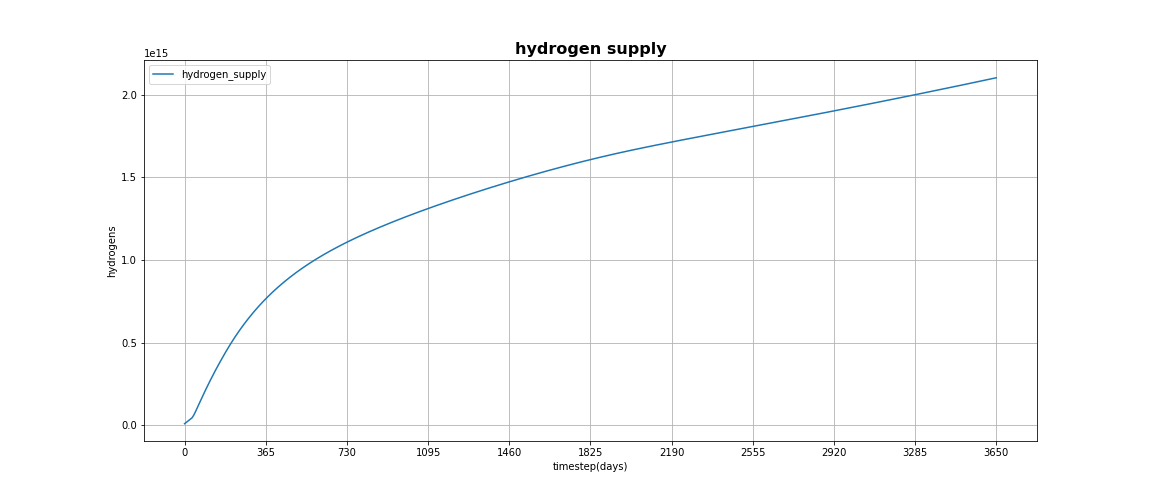 hydrogen supply
1e15
hydrogen_supply
2.0
1.5
1.0
0.5
0.0
hydrogens
0 365 730 1095 1460 1825 2190 2555 2920 3285 3650
timestep(days)